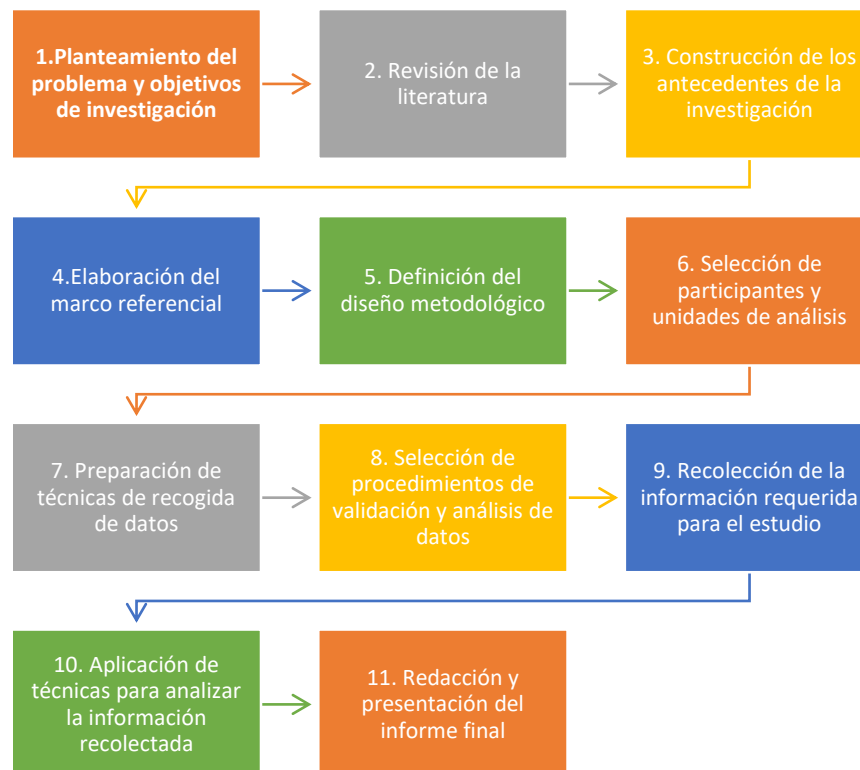 1.Planteamiento del
problema y objetivos
de investigación
2. Revisión de la
literatura
3. Construcción de los
antecedentes de la
investigación
4.Elaboración del
marco referencial
5. Definición del
diseño metodológico
6. Selección de
participantes y
unidades de análisis
7. Preparación de
técnicas de recogida
de datos
8. Selección de
procedimientos de
validación y análisis de
datos
9. Recolección de la
información requerida
para el estudio
10. Aplicación de
técnicas para analizar
la información
recolectada
11. Redacción y
presentación del
informe final